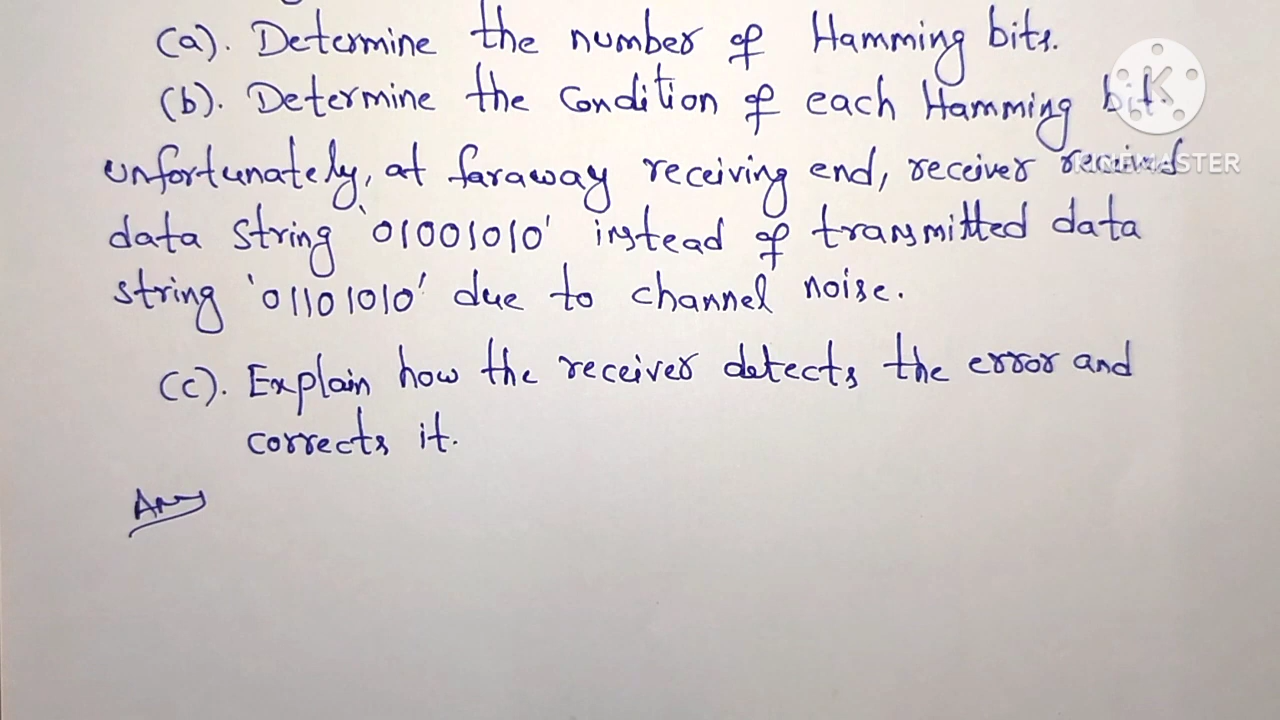 (a). Determine the number of Hamming bits.
(b). Determine the condition of each Hamming bit.
unfortunately, at faraway receiving end, receiver received
data string '01001010' instead of transmitted data
string '01101010' due to channel noise.
(c). Explain how the receiver detects the error and
corrects it.
Ans